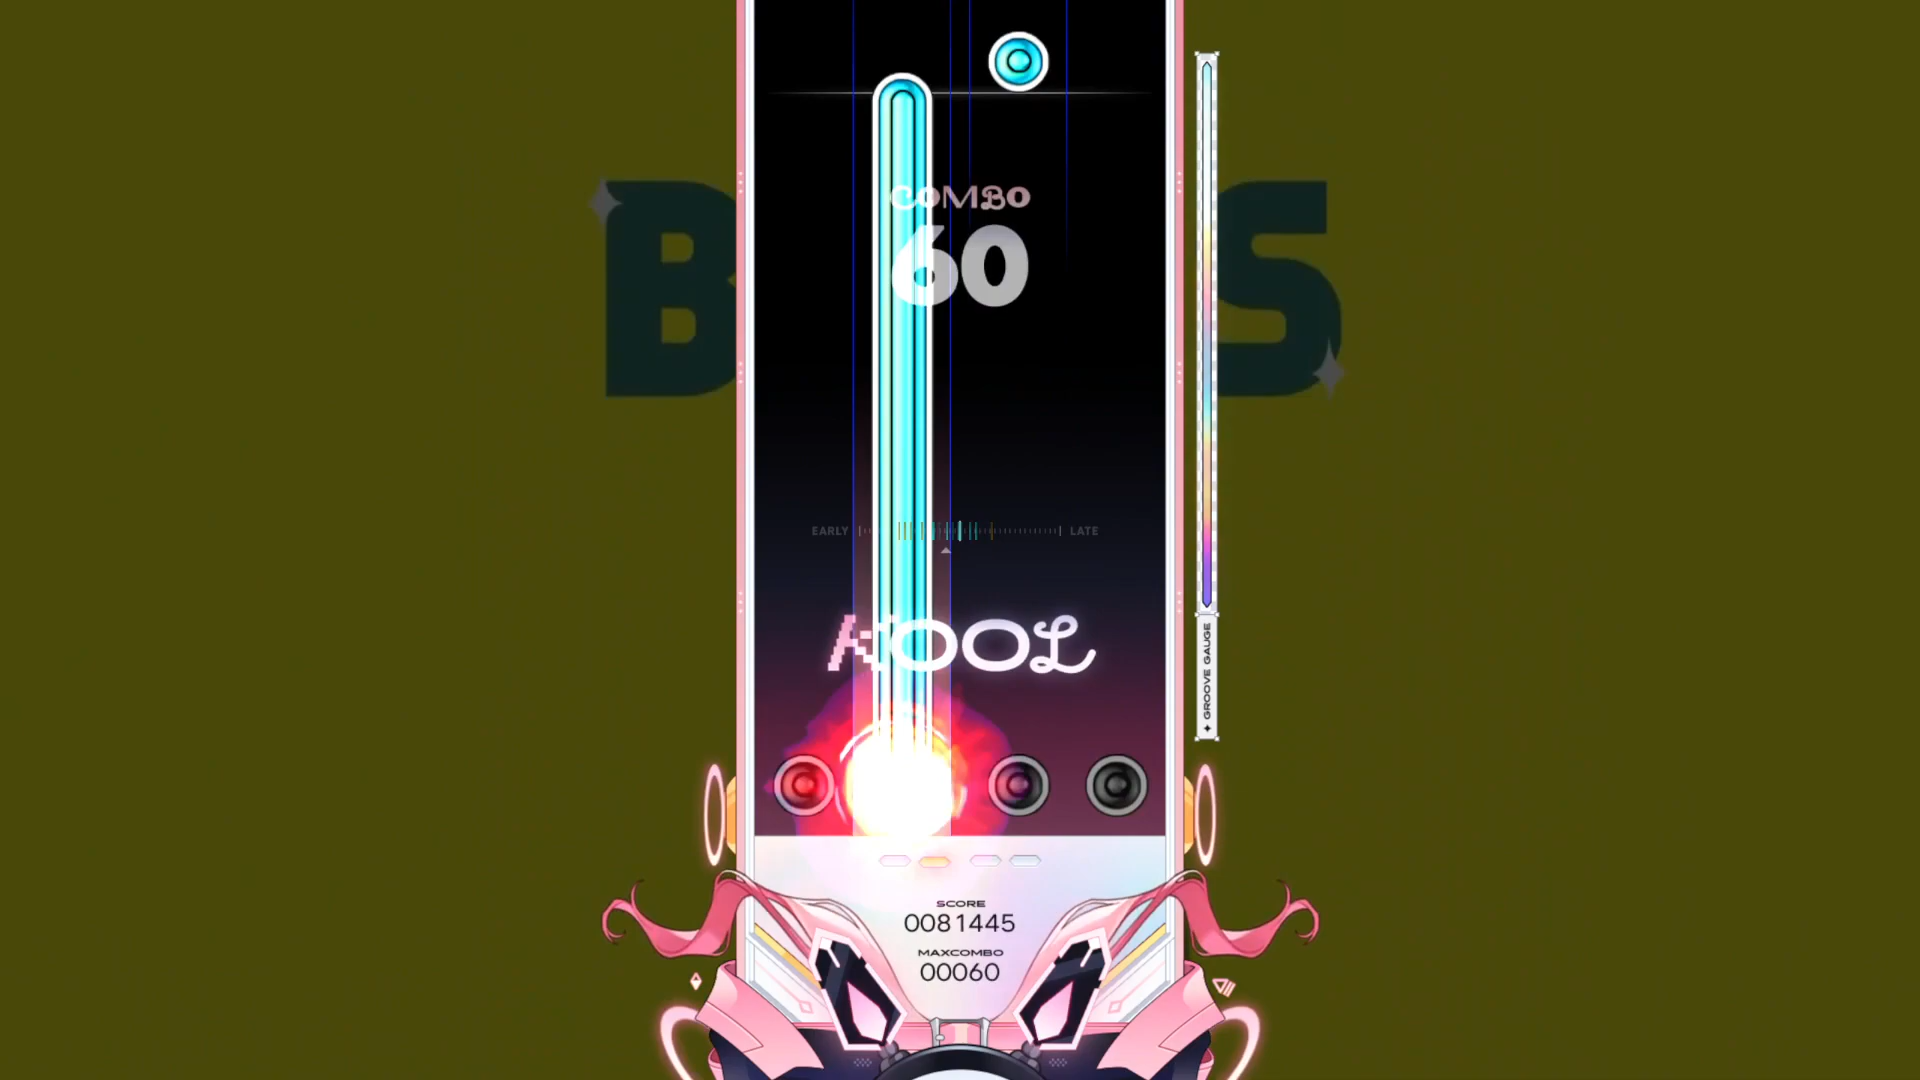 B S
COMBO
60
EARLY LATE
KOOL
GROOVE GAUGE
SCORE
0081445
MAXCOMBO
00060